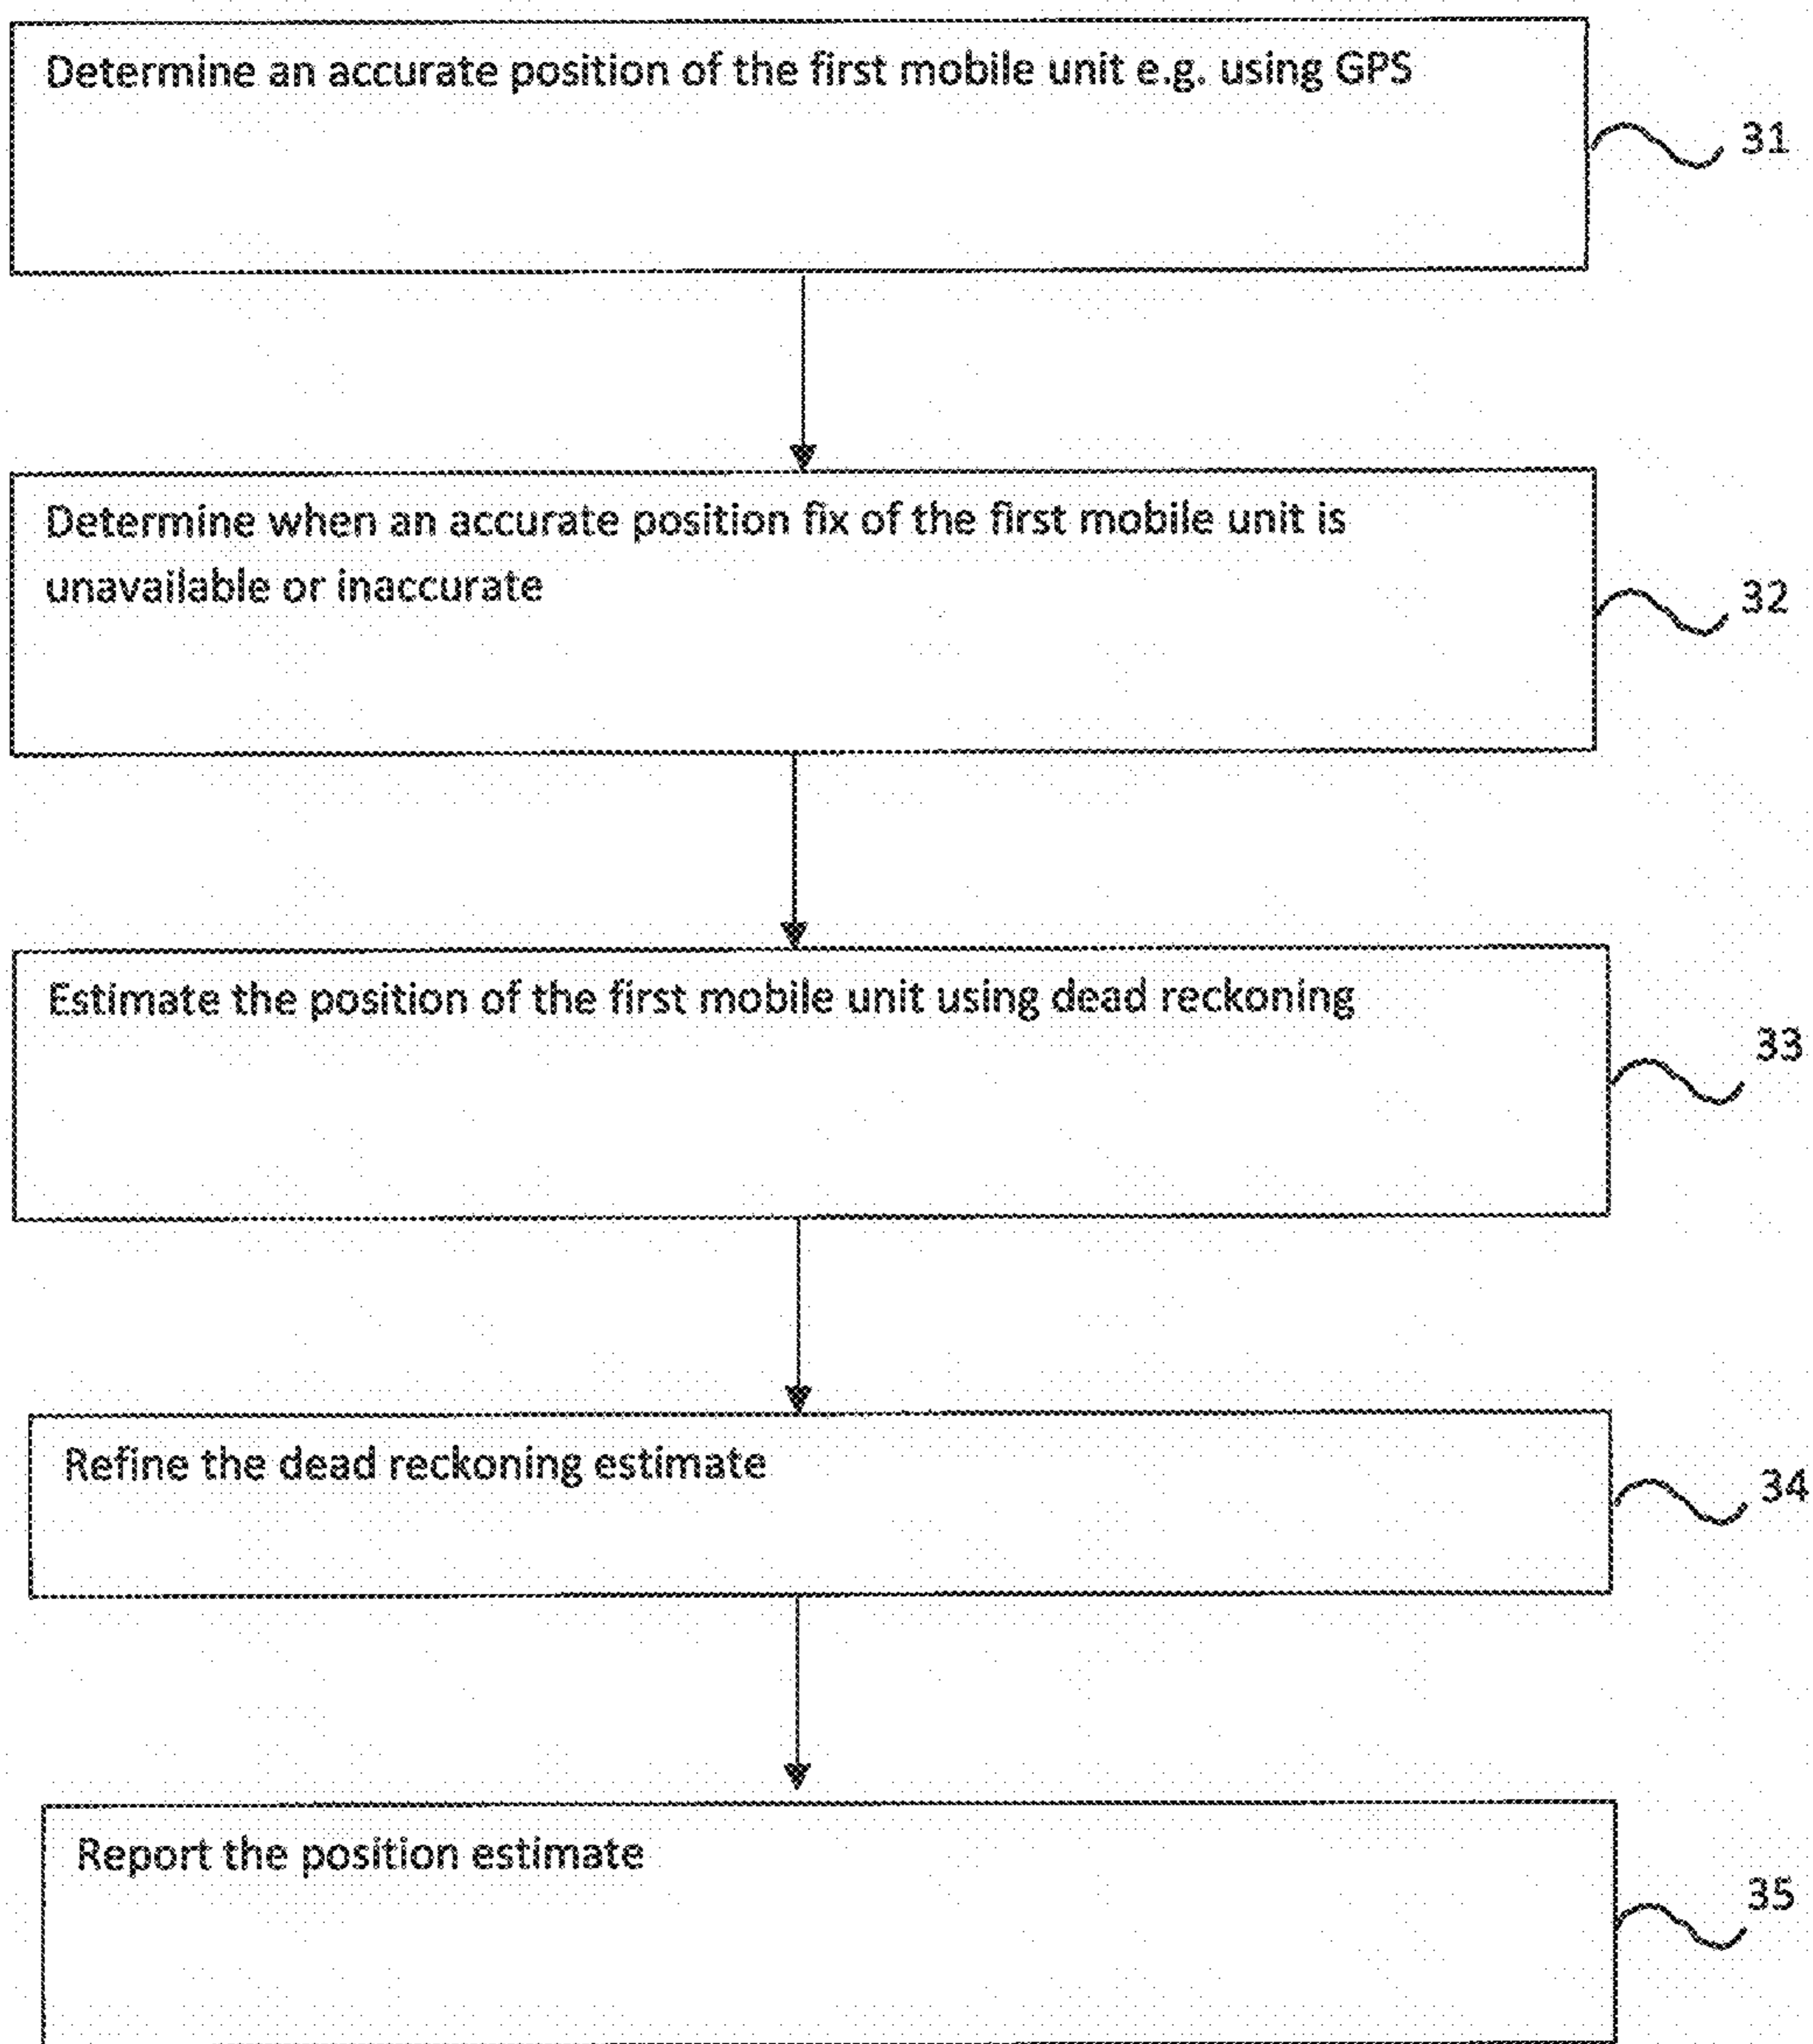 Determine an accurate position of the first mobile unit e.g. using GPS
31
Determine when an accurate position fix of the first mobile unit is
unavailable or inaccurate
32
Estimate the position of the first mobile unit using dead reckoning
33
Refine the dead reckoning estimate
34
Report the position estimate
35